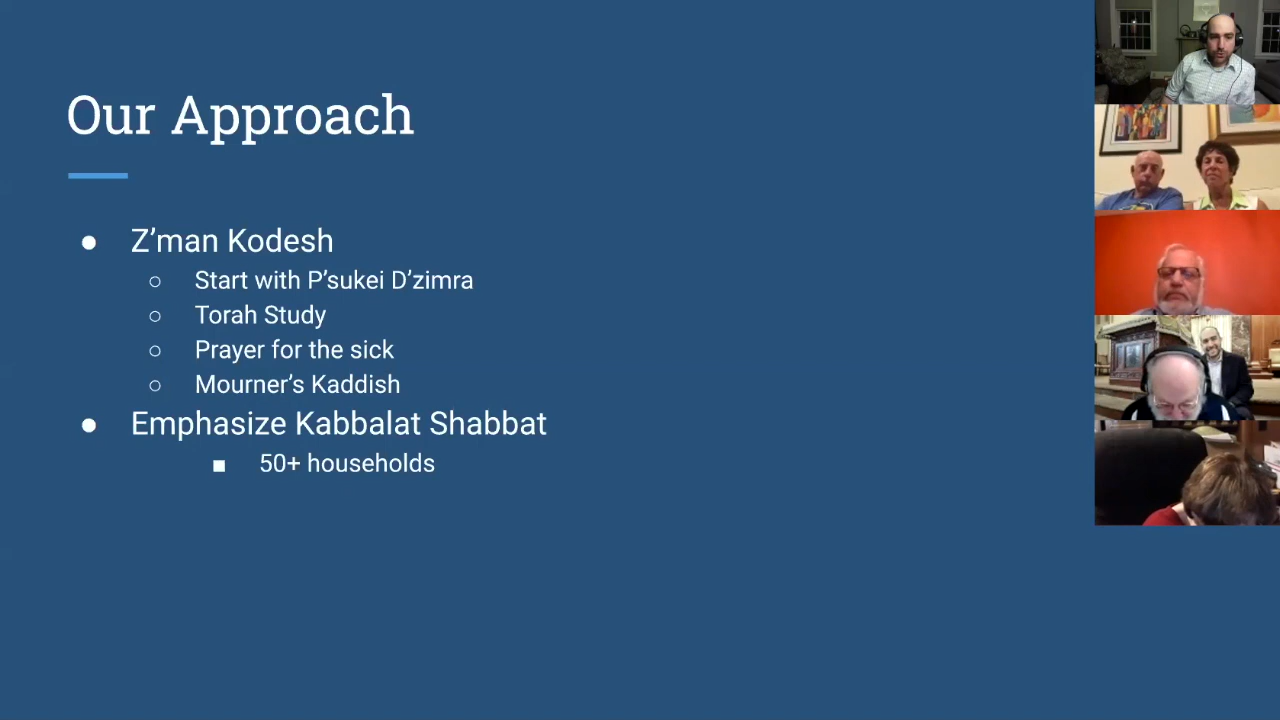 Our Approach
● Z’man Kodesh
○ Start with P’sukei D’zimra
○ Torah Study
○ Prayer for the sick
○ Mourner’s Kaddish
● Emphasize Kabbalat Shabbat
■ 50+ households